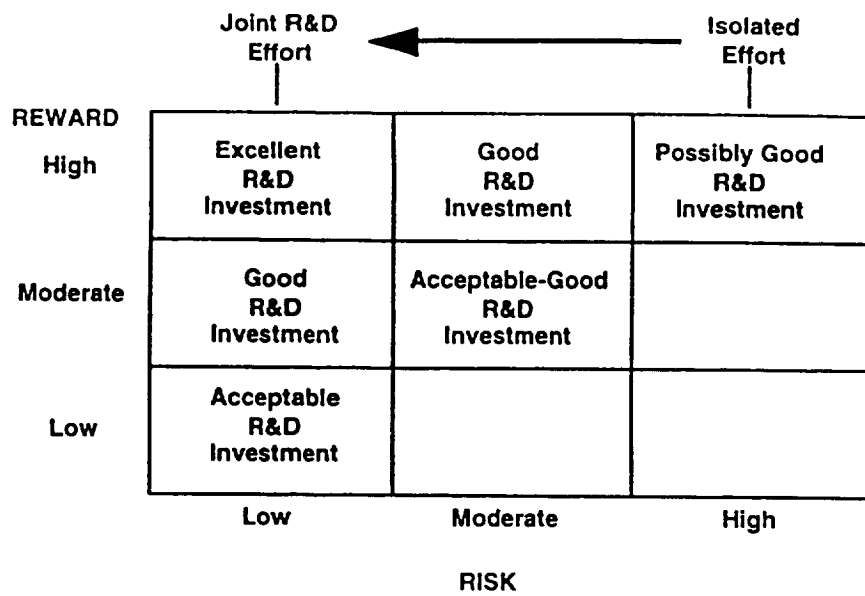 Joint R&D
Effort
Isolated
Effort
REWARD
High
Excellent
R&D
Investment
Good
R&D
Investment
Possibly Good
R&D
Investment
Moderate
Good
R&D
Investment
Acceptable-Good
R&D
Investment
Low
Acceptable
R&D
Investment
Low
Moderate
High
RISK